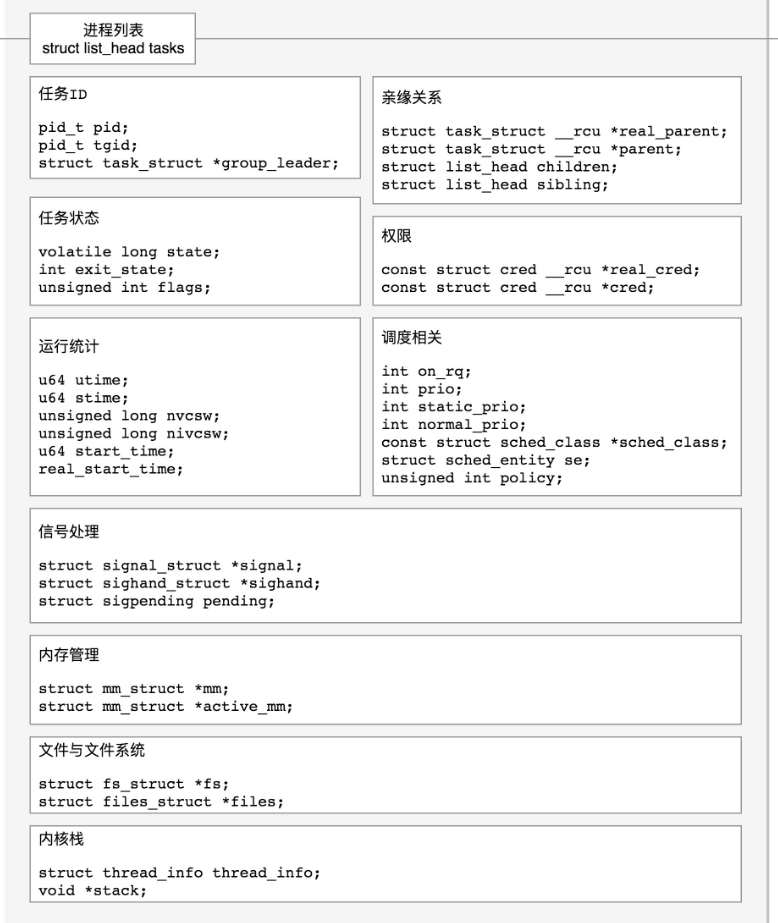 进程列表
struct list_head tasks
任务ID
pid_t pid;
pid_t tgid;
struct task_struct *group_leader;
亲缘关系
struct task_struct __rcu *real_parent;
struct task_struct __rcu *parent;
struct list_head children;
struct list_head sibling;
任务状态
volatile long state;
int exit_state;
unsigned int flags;
权限
const struct cred __rcu *real_cred;
const struct cred __rcu *cred;
运行统计
u64 utime;
u64 stime;
unsigned long nvcsw;
unsigned long nivcsw;
u64 start_time;
real_start_time;
调度相关
int on_rq;
int prio;
int static_prio;
int normal_prio;
const struct sched_class *sched_class;
struct sched_entity se;
unsigned int policy;
信号处理
struct signal_struct *signal;
struct sighand_struct *sighand;
struct sigpending pending;
内存管理
struct mm_struct *mm;
struct mm_struct *active_mm;
文件与文件系统
struct fs_struct *fs;
struct files_struct *files;
内核栈
struct thread_info thread_info;
void *stack;